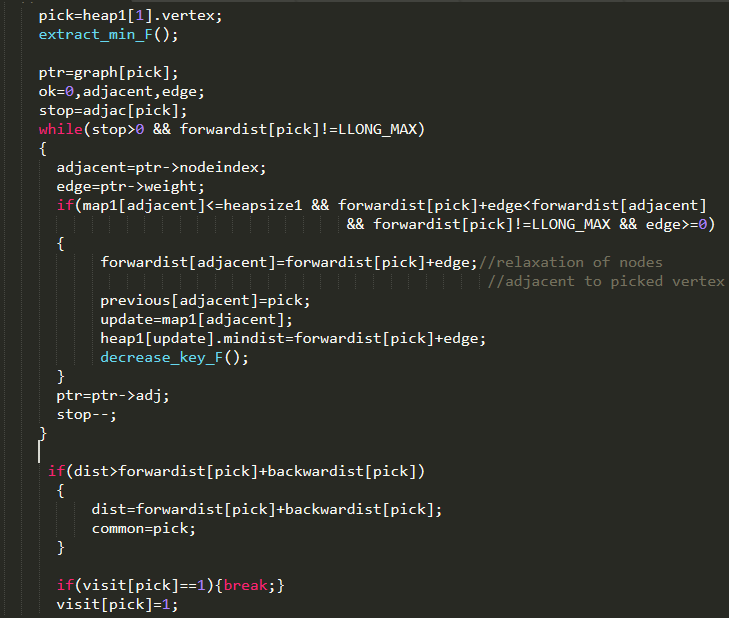 pick=heap1[1].vertex;
extract_min_F();
ptr=graph[pick];
ok=0,adjacent,edge;
stop=adjac[pick];
while(stop>0 && forwardist[pick]!=LLONG_MAX)
{
adjacent=ptr->nodeindex;
edge=ptr->weight;
if(map1[adjacent]<=heapsize1 && forwardist[pick]+edge<forwardist[adjacent]
&& forwardist[pick]!=LLONG_MAX && edge>=0)
{
forwardist[adjacent]=forwardist[pick]+edge;//relaxation of nodes
//adjacent to picked vertex
previous[adjacent]=pick;
update=map1[adjacent];
heap1[update].mindist=forwardist[pick]+edge;
decrease_key_F();
}
ptr=ptr->adj;
stop--;
}
if(dist>forwardist[pick]+backwardist[pick])
{
dist=forwardist[pick]+backwardist[pick];
common=pick;
}
if(visit[pick]==1){break;}
visit[pick]=1;